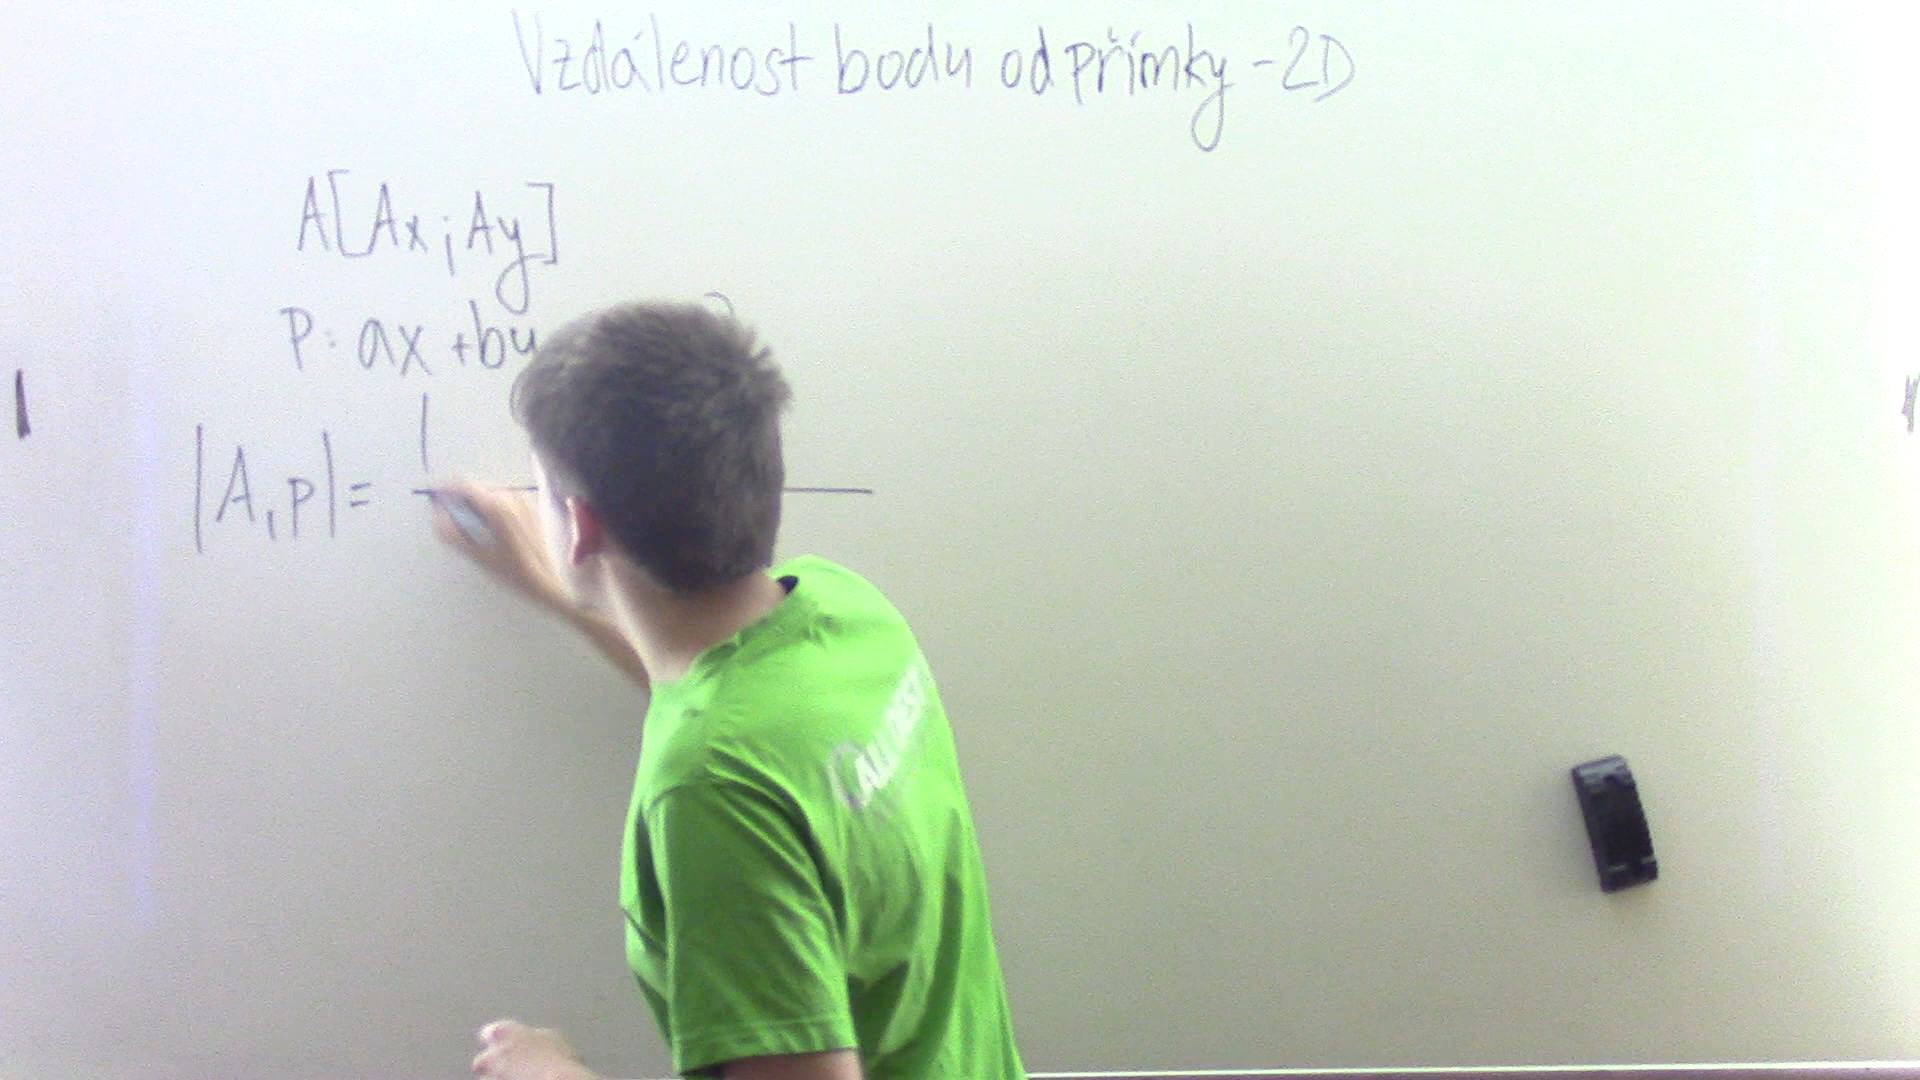 Vzdálenost bodu od přímky - 2D
A[Ax;Ay]
P: ax + by
|A,p| = |